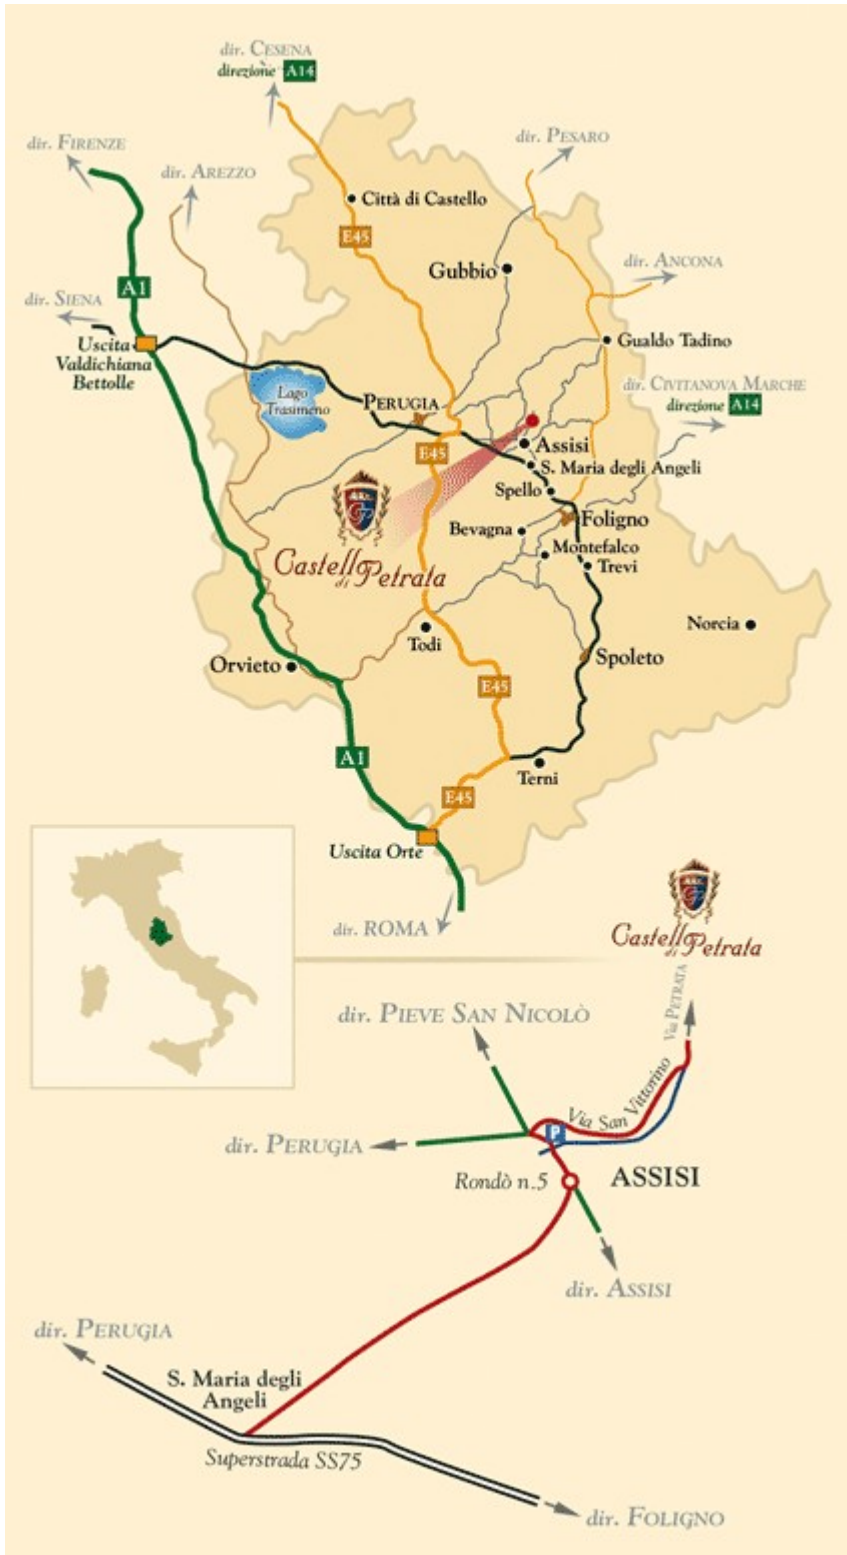 dir. CESENA
direzione A14
dir. FIRENZE
dir. PESARO
dir. AREZZO
Città di Castello
E45
Gubbio
dir. ANCONA
A1
dir. SIENA
Uscita
Valdichiana
Bettolle
Gualdo Tadino
Lago
Trasimeno
PERUGIA
dir. CIVITANOVA MARCHE
direzione A14
E45
Assisi
S. Maria degli Angeli
Spello
Foligno
Bevagna
Montefalco
Trevi
Castello
di Petrata
Norcia
Todi
Spoleto
Orvieto
E45
A1
Terni
E45
Uscita Orte
dir. ROMA
Castello
di Petrata
Via PETRATA
dir. PIEVE SAN NICOLÒ
Via San Vittorino
P
dir. PERUGIA
Rondò n.5
ASSISI
dir. ASSISI
dir. PERUGIA
S. Maria degli
Angeli
Superstrada SS75
dir. FOLIGNO